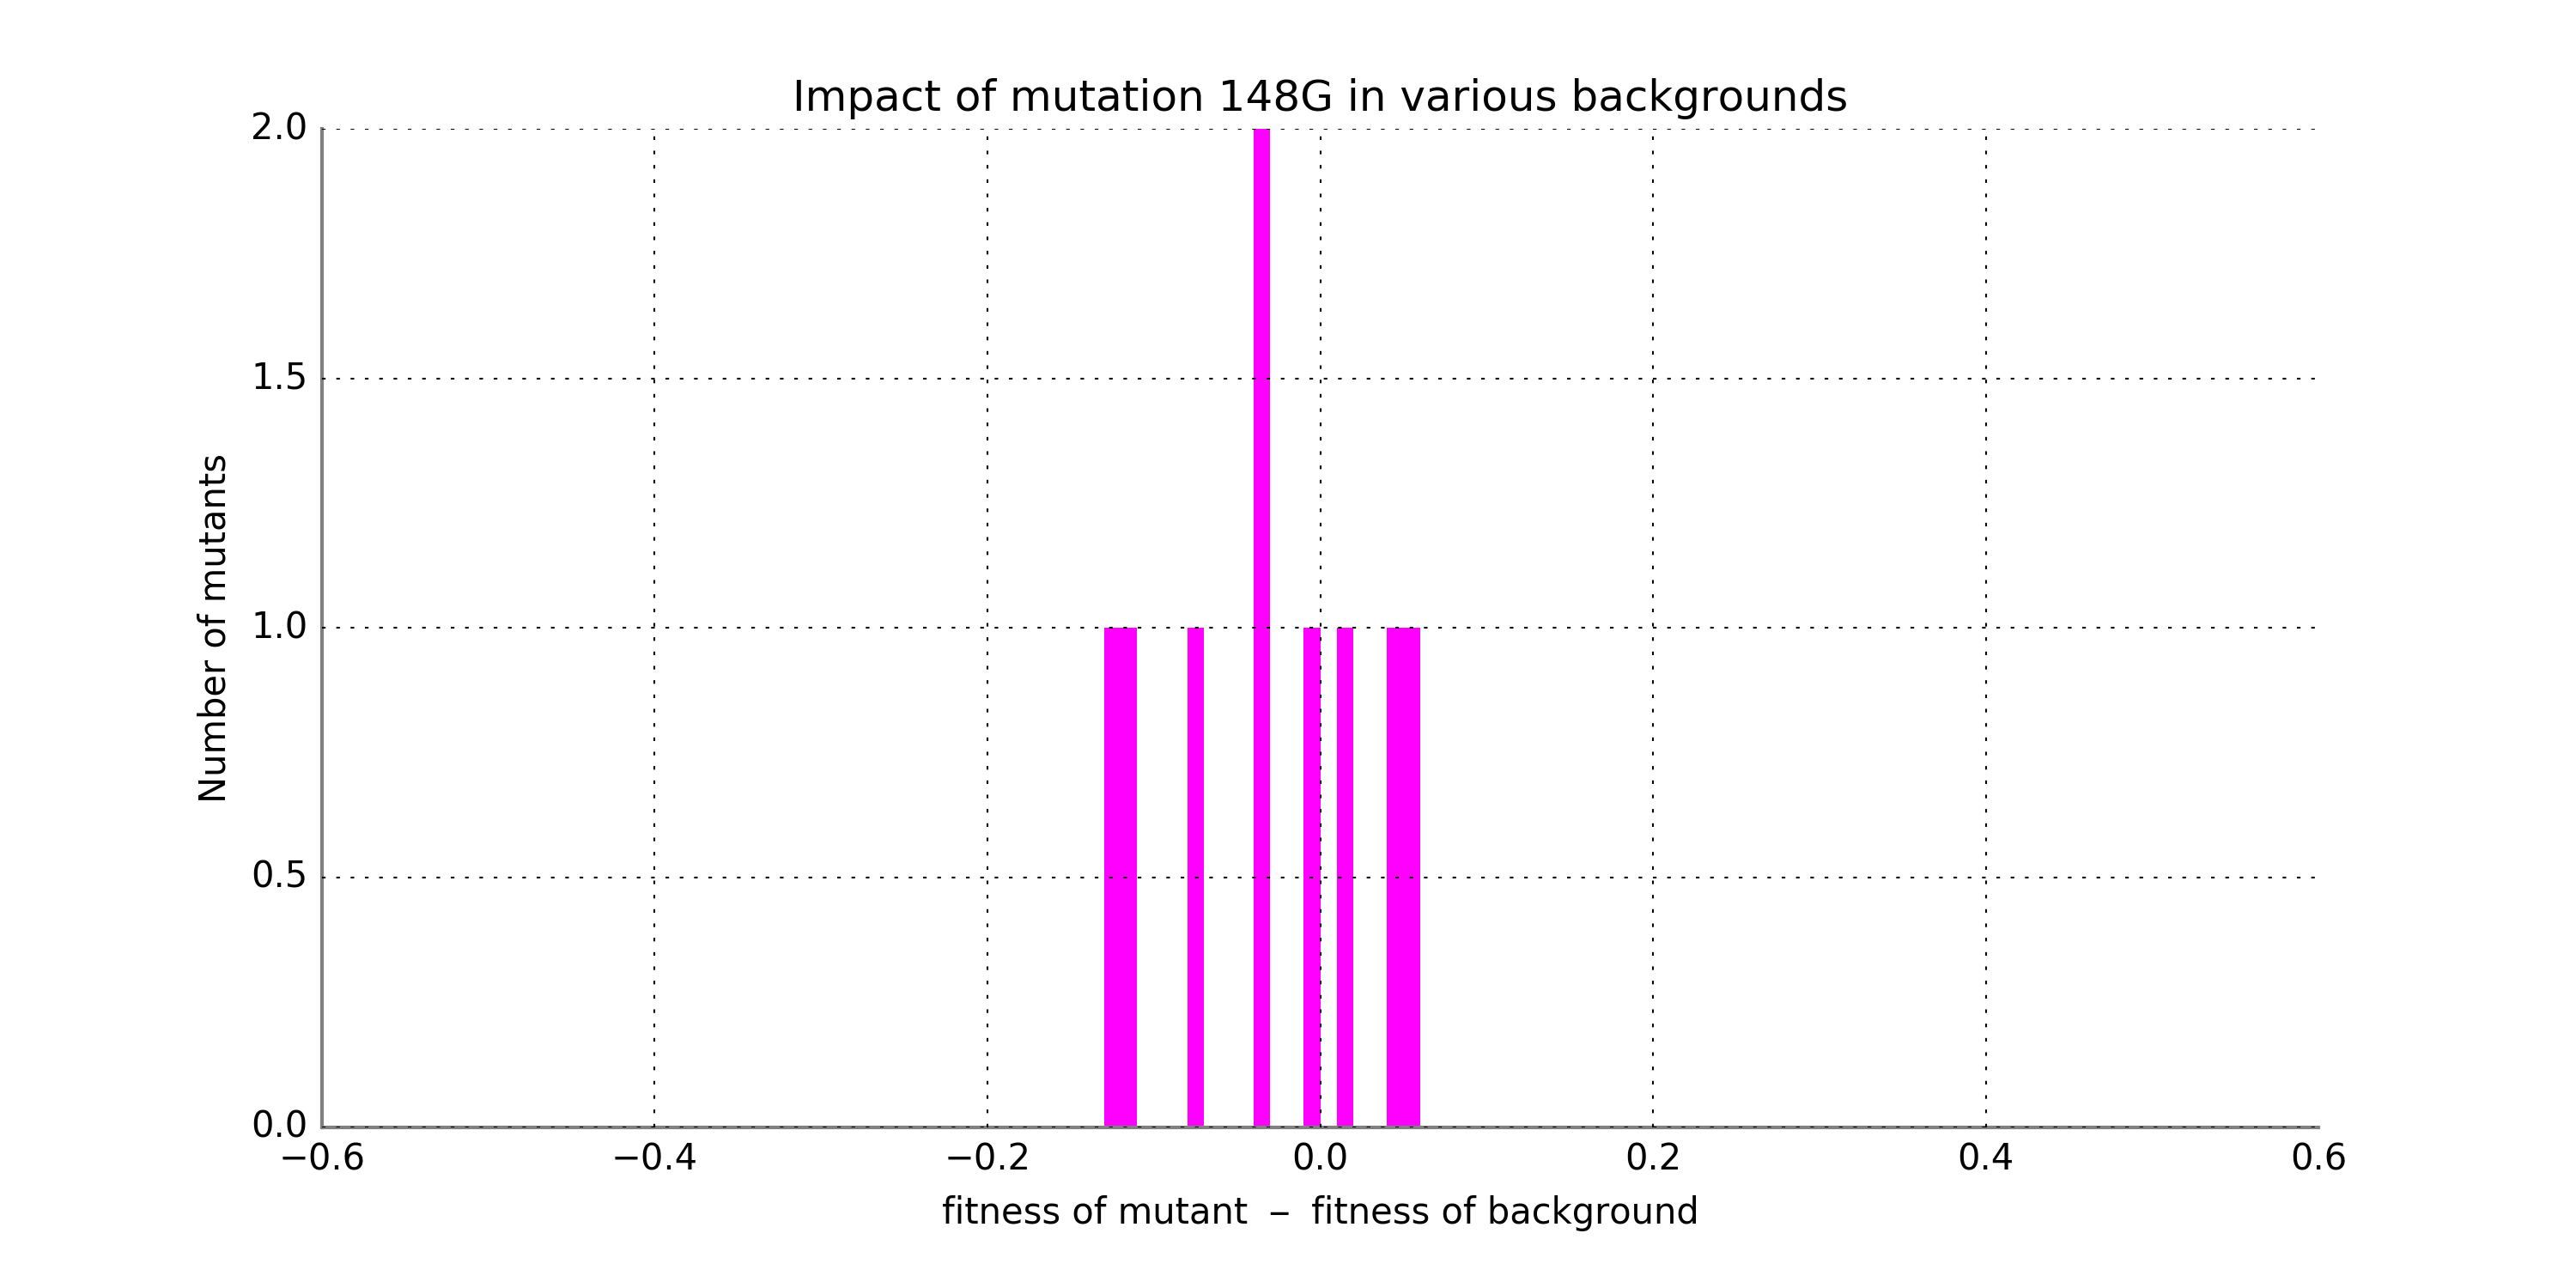 Impact of mutation 148G in various backgrounds
2.0
1.5
1.0
0.5
0.0
Number of mutants
−0.6 −0.4 −0.2 0.0 0.2 0.4 0.6
fitness of mutant − fitness of background